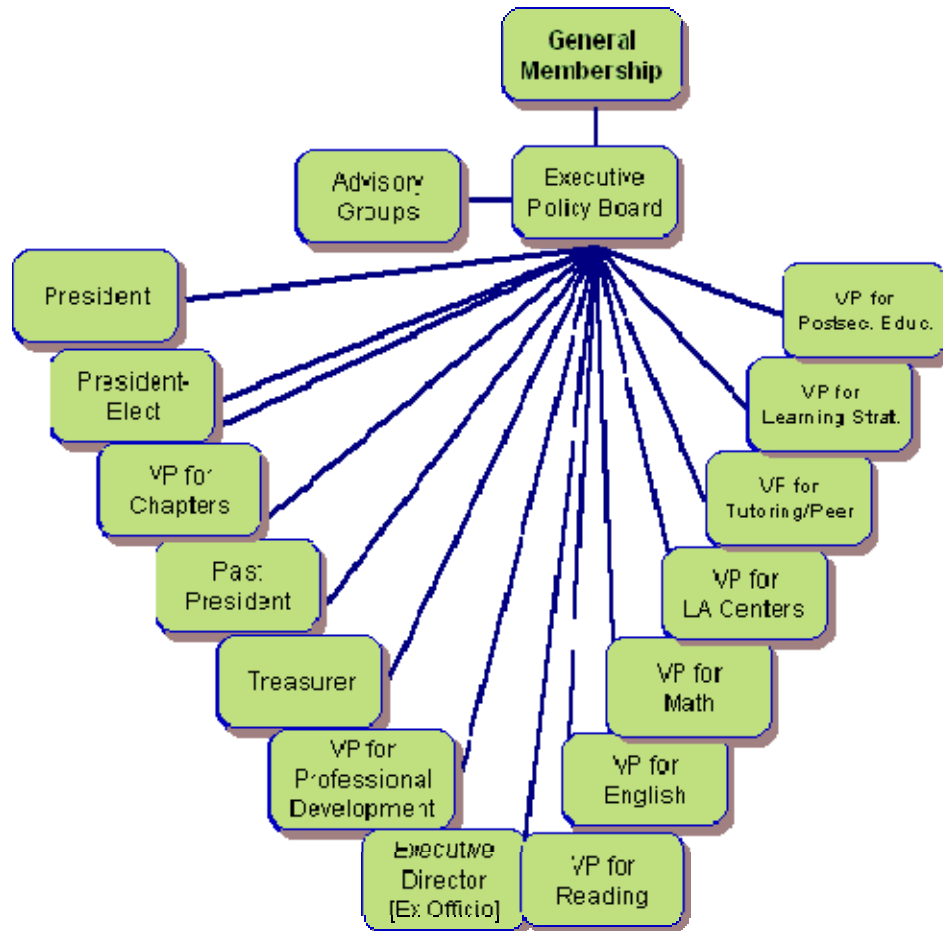 General
Membership
Advisory
Groups
Executive
Policy Board
President
President-
Elect
VP for
Chapters
Past
President
Treasurer
VP for
Professional
Development
Executive
Director
[Ex Officio]
VP for
Reading
VP for
English
VP for
Math
VP for
LA Centers
VP for
Tutoring/Peer
VP for
Learning Strat.
VP for
Postsec. Educ.